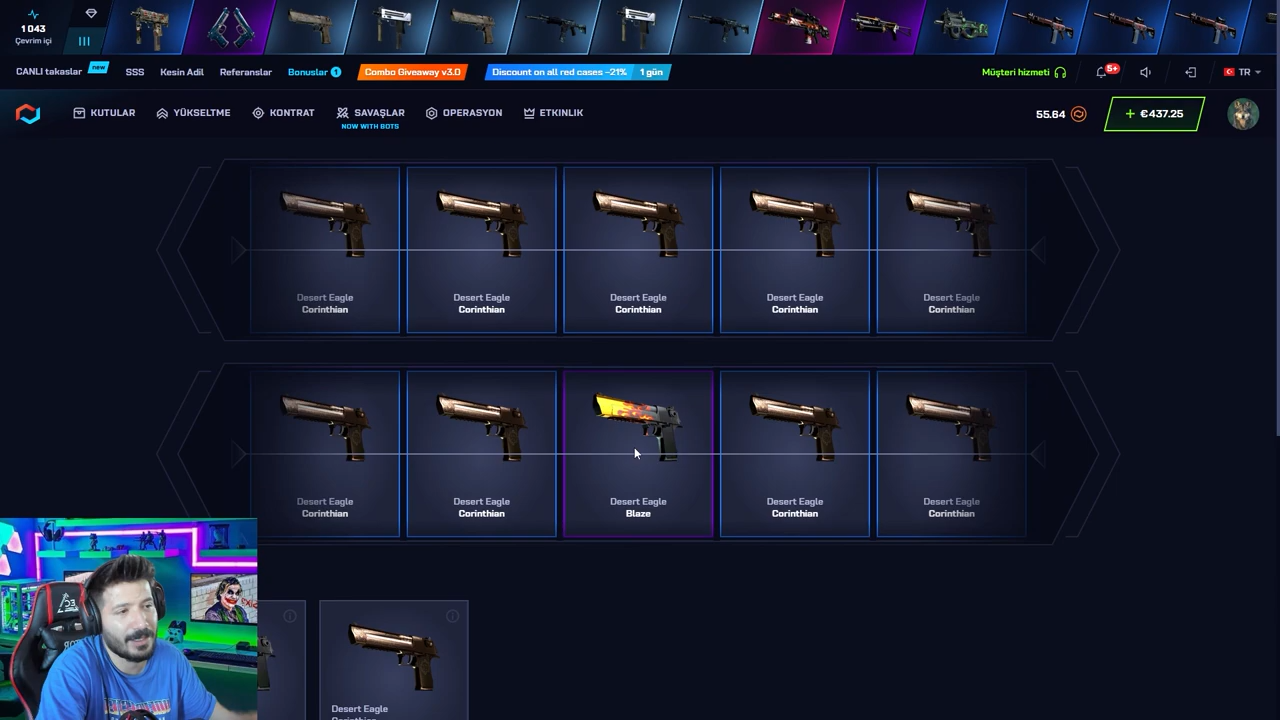 1 043
Çevrim içi
CANLI takaslar
new
SSS
Kesin Adil
Referanslar
Bonuslar 1
Combo Giveaway v3.0
Discount on all red cases -21%
1 gün
Müşteri hizmeti
5+
TR
KUTULAR
YÜKSELTME
KONTRAT
SAVAŞLAR
NOW WITH BOTS
OPERASYON
ETKINLIK
55.64
+ €437.25
Desert Eagle
Corinthian
Desert Eagle
Corinthian
Desert Eagle
Corinthian
Desert Eagle
Corinthian
Desert Eagle
Corinthian
Desert Eagle
Corinthian
Desert Eagle
Corinthian
Desert Eagle
Blaze
Desert Eagle
Corinthian
Desert Eagle
Corinthian
Desert Eagle
Corinthian